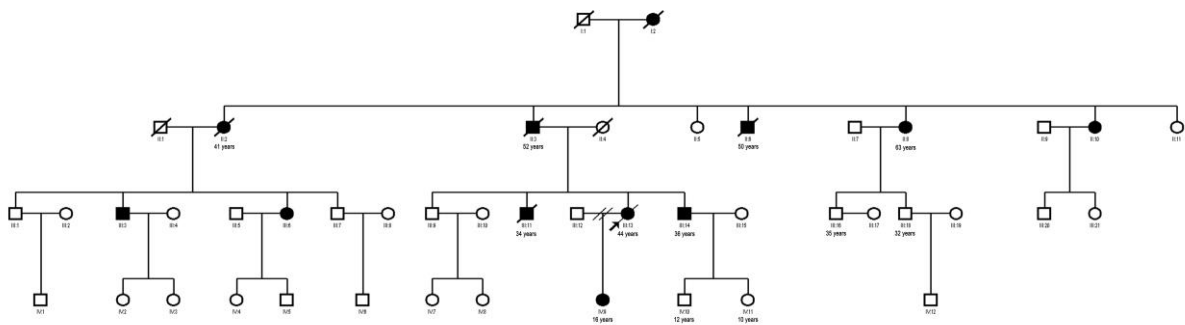 I:1 I:2
II:1 II:2 II:3 II:4 II:5 II:6 II:7 II:8 II:9 II:10 II:11
41 years 52 years 50 years 63 years
III:1 III:2 III:3 III:4 III:5 III:6 III:7 III:8 III:9 III:10 III:11 III:12 III:13 III:14 III:15 III:16 III:17 III:18 III:19 III:20 III:21
34 years 44 years 36 years 35 years 32 years
IV:1 IV:2 IV:3 IV:4 IV:5 IV:6 IV:7 IV:8 IV:9 IV:10 IV:11 IV:12
16 years 12 years 10 years